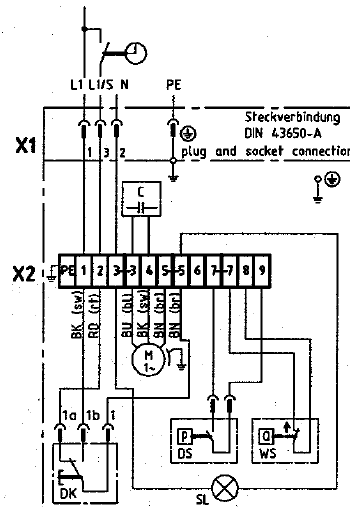 L1 L1/S N PE
Steckverbindung
DIN 43650-A
plug and socket connection
X1
1 3 2
C
X2
PE 1 2 3 3 4 5 5 6 7 7 8 9
BK (sw)
RD (rt)
BU (bl)
BK (sw)
BN (br)
BN (br)
M
1~
1a 1b 1
P
Q
DK
DS
WS
SL